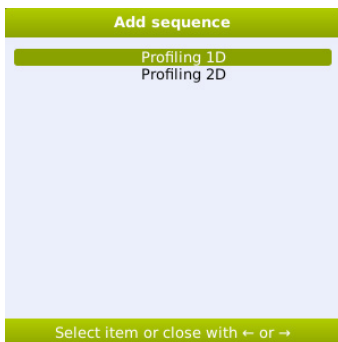 Add sequence
Profiling 1D
Profiling 2D
Select item or close with ← or →